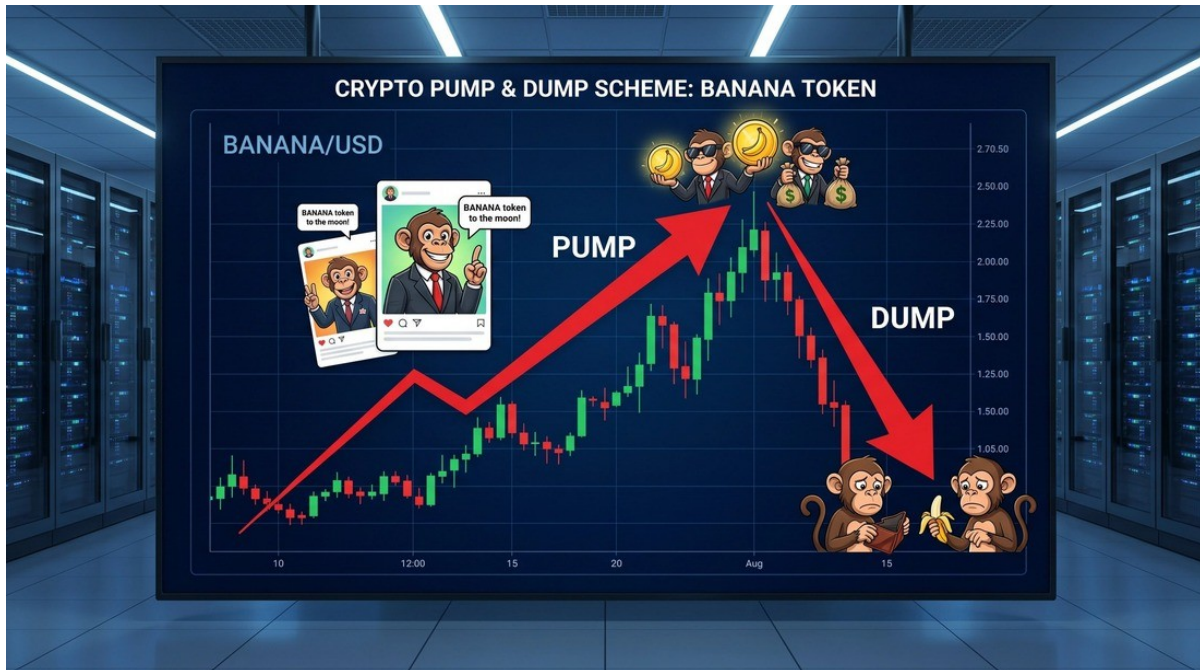 CRYPTO PUMP & DUMP SCHEME: BANANA TOKEN
BANANA/USD
BANANA token
to the moon!
BANANA token
to the moon!
PUMP
DUMP
$
$
2.70.50
2.50.00
2.25.00
2.00.00
1.75.00
1.50.00
1.25.00
1.50.00
1.05.00
10
12:00
15
20
Aug
15